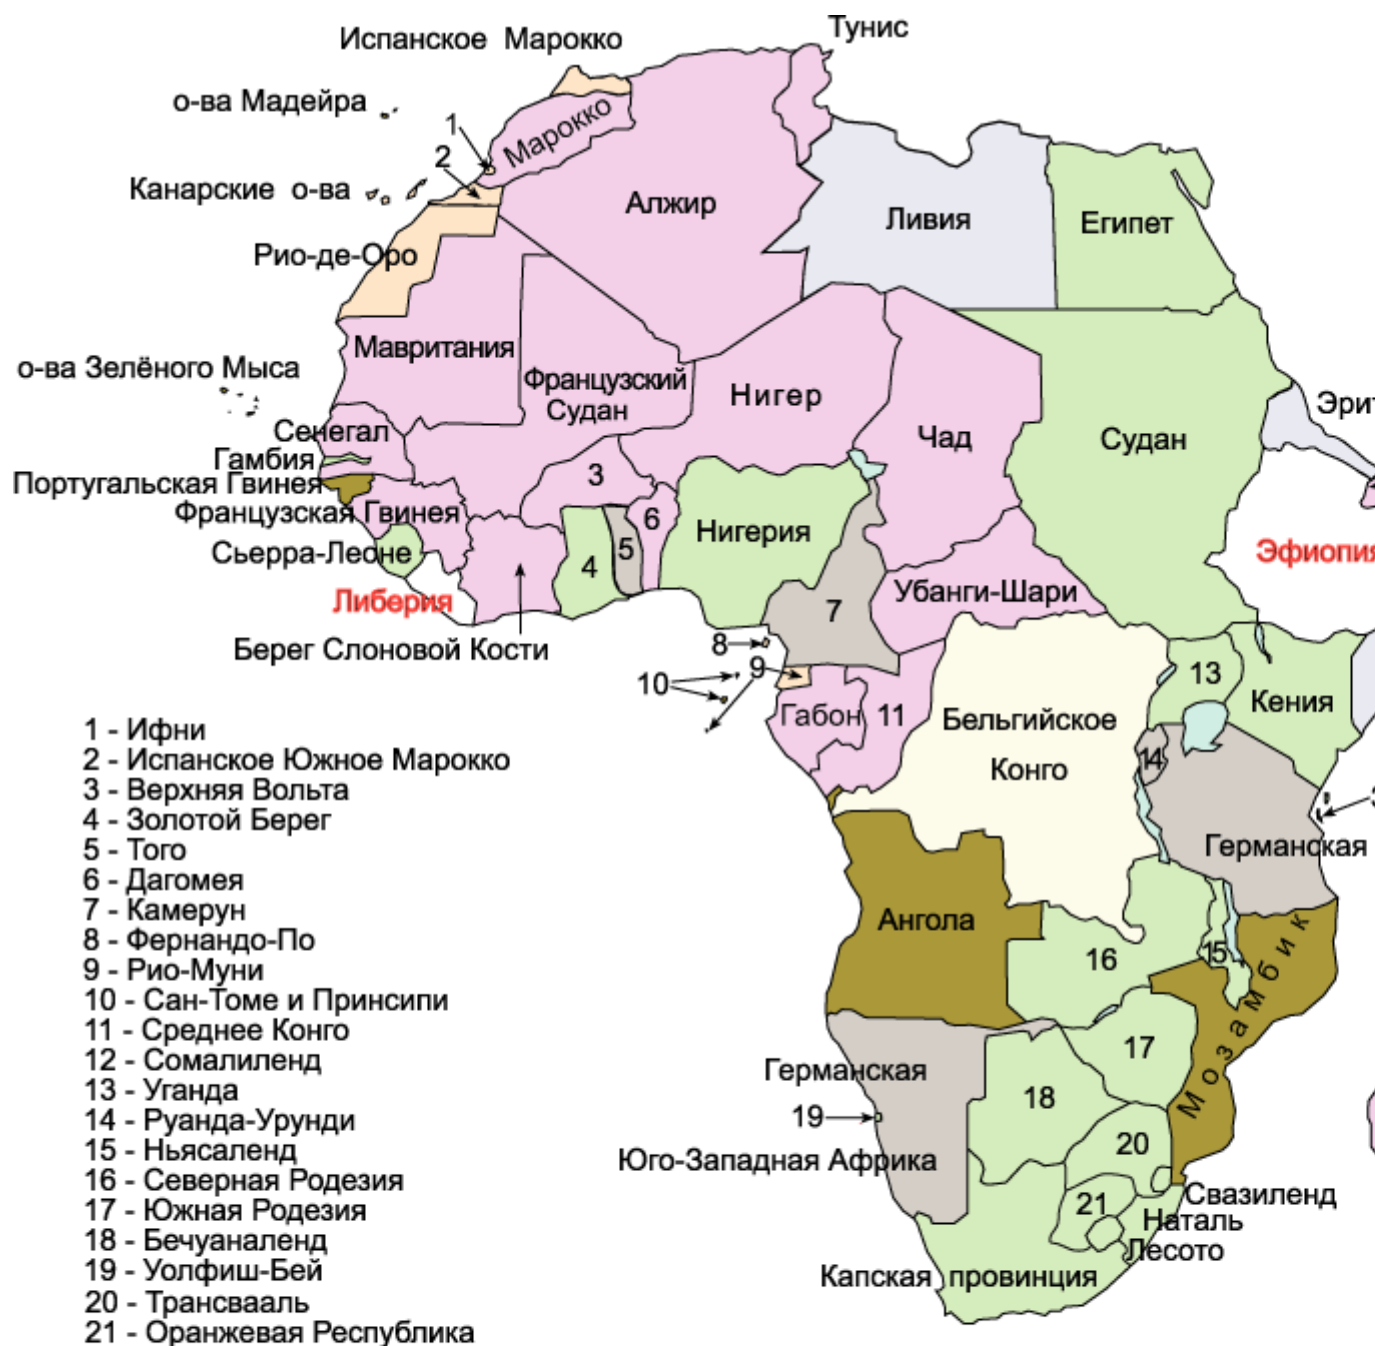 Испанское Марокко
Тунис
о-ва Мадейра
1
Марокко
2
Канарские о-ва
Алжир
Ливия
Египет
Рио-де-Оро
Мавритания
о-ва Зелёного Мыса
Французский
Судан
Нигер
Эрит
Чад
Судан
Сенегал
Гамбия
3
Португальская Гвинея
Французская Гвинея
6
Нигерия
Сьерра-Леоне
5
4
Эфиопия
Либерия
Убанги-Шари
7
Берег Слоновой Кости
8
9
10
13
Кения
Габон
11
Бельгийское
Конго
14
Германская
Ангола
16
15
Мозамбик
17
Германская
18
19
20
Юго-Западная Африка
21
Свазиленд
Наталь
Лесото
Капская провинция
1 - Ифни
2 - Испанское Южное Марокко
3 - Верхняя Вольта
4 - Золотой Берег
5 - Того
6 - Дагомея
7 - Камерун
8 - Фернандо-По
9 - Рио-Муни
10 - Сан-Томе и Принсипи
11 - Среднее Конго
12 - Сомалиленд
13 - Уганда
14 - Руанда-Урунди
15 - Ньясаленд
16 - Северная Родезия
17 - Южная Родезия
18 - Бечуаналенд
19 - Уолфиш-Бей
20 - Трансвааль
21 - Оранжевая Республика